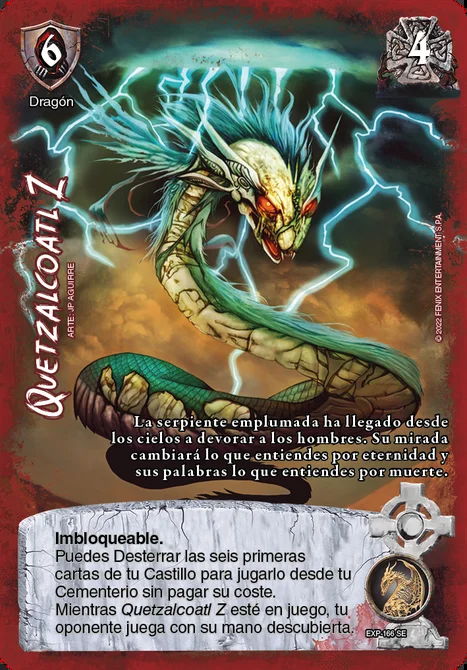 6
4
Dragón
QUETZALCOATL Z
ARTE: JP AGUIRRE
© 2022 FENIX ENTERTAINMENT S.P.A.
La serpiente emplumada ha llegado desde
los cielos a devorar a los hombres. Su mirada
cambiará lo que entiendes por eternidad y
sus palabras lo que entiendes por muerte.
Imbloqueable.
Puedes Desterrar las seis primeras
cartas de tu Castillo para jugarlo desde tu
Cementerio sin pagar su coste.
Mientras Quetzalcoatl Z esté en juego, tu
oponente juega con su mano descubierta.
EXP-166 SE